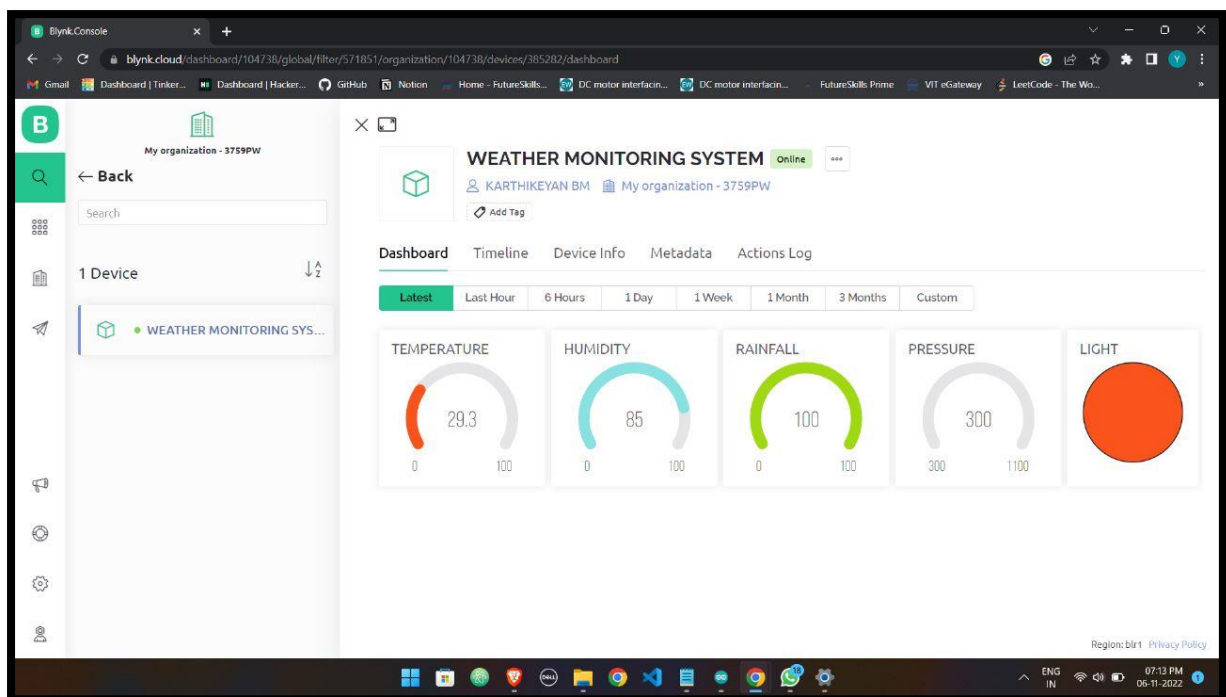 Blynk.Console
blynk.cloud/dashboard/104738/global/filter/571851/organization/104738/devices/385282/dashboard
Gmail
Dashboard | Tinker...
Dashboard | Hacker...
GitHub
Notion
Home - FutureSkills...
DC motor interfacin...
DC motor interfacin...
FutureSkills Prime
VIT eGateway
LeetCode - The Wo...
»
B
My organization - 3759PW
← Back
Search
1 Device
A
Z
WEATHER MONITORING SYS...
WEATHER MONITORING SYSTEM
Online
KARTHIKEYAN BM
My organization - 3759PW
Add Tag
Dashboard
Timeline
Device Info
Metadata
Actions Log
Latest
Last Hour
6 Hours
1 Day
1 Week
1 Month
3 Months
Custom
TEMPERATURE
29.3
0
100
HUMIDITY
85
0
100
RAINFALL
100
0
100
PRESSURE
300
300
1100
LIGHT
Region: blr1
Privacy Policy
ENG
IN
07:13 PM
06-11-2022